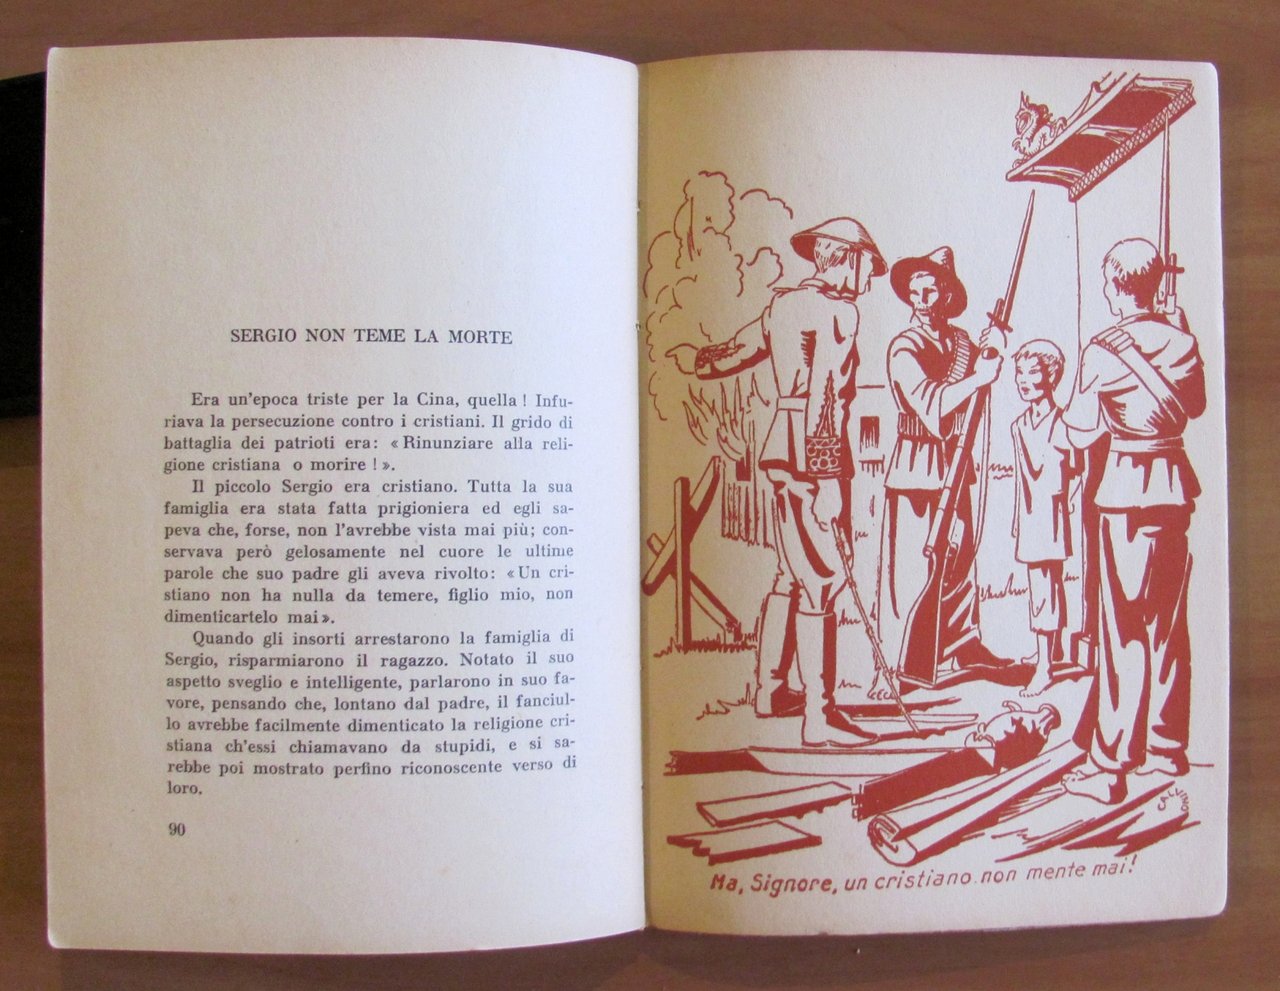 SERGIO NON TEME LA MORTE
Era un'epoca triste per la Cina, quella ! Infu-
riava la persecuzione contro i cristiani. Il grido di
battaglia dei patrioti era: « Rinunziare alla reli-
gione cristiana o morire ! ».
Il piccolo Sergio era cristiano. Tutta la sua
famiglia era stata fatta prigioniera ed egli sa-
peva che, forse, non l'avrebbe vista mai più; con-
servava però gelosamente nel cuore le ultime
parole che suo padre gli aveva rivolto: « Un cri-
stiano non ha nulla da temere, figlio mio, non
dimenticartelo mai ».
Quando gli insorti arrestarono la famiglia di
Sergio, risparmiarono il ragazzo. Notato il suo
aspetto sveglio e intelligente, parlarono in suo fa-
vore, pensando che, lontano dal padre, il fanciul-
lo avrebbe facilmente dimenticato la religione cri-
stiana ch'essi chiamavano da stupidi, e si sa-
rebbe poi mostrato perfino riconoscente verso di
loro.
90
Ma, Signore, un cristiano non mente mai!